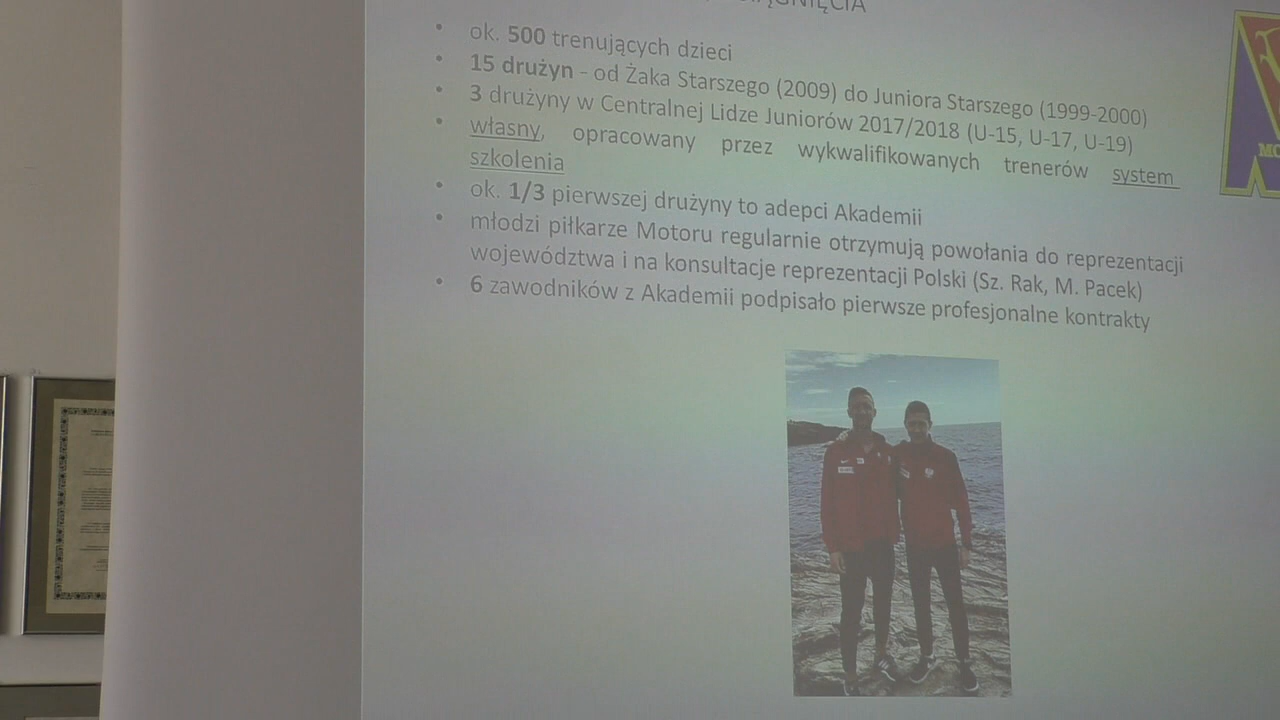 ok. 500 trenujących dzieci
15 drużyn - od Żaka Starszego (2009) do Juniora Starszego (1999-2000)
3 drużyny w Centralnej Lidze Juniorów 2017/2018 (U-15, U-17, U-19)
własny, opracowany przez wykwalifikowanych trenerów system
szkolenia
ok. 1/3 pierwszej drużyny to adepci Akademii
młodzi piłkarze Motoru regularnie otrzymują powołania do reprezentacji
województwa i na konsultacje reprezentacji Polski (Sz. Rak, M. Pacek)
6 zawodników z Akademii podpisało pierwsze profesjonalne kontrakty